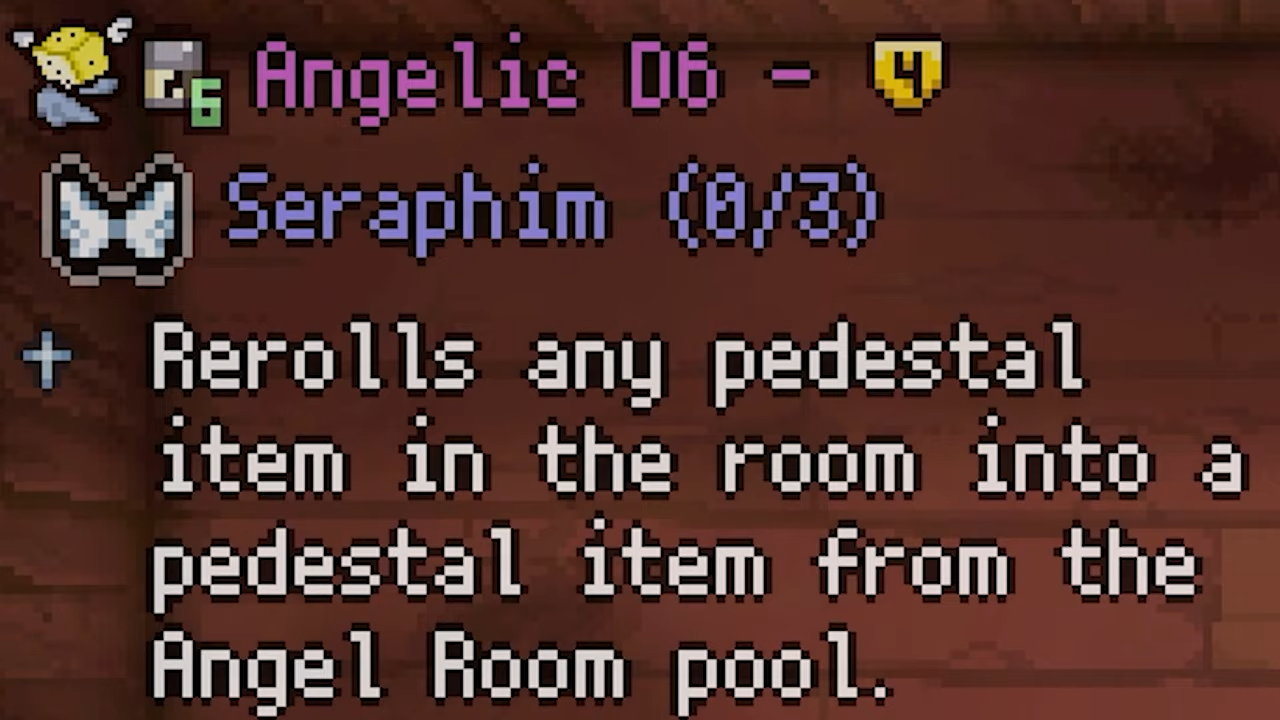 6 Angelic D6 - 4
Seraphim (0/3)
Rerolls any pedestal
item in the room into a
pedestal item from the
Angel Room pool.